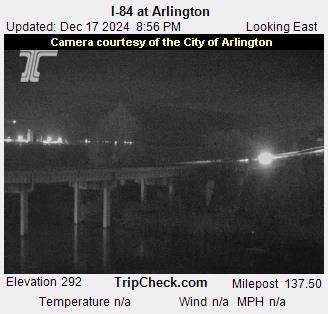 I-84 at Arlington
Updated: Dec 17 2024 8:56 PM Looking East
Camera courtesy of the City of Arlington
Elevation 292 TripCheck.com Milepost 137.50
Temperature n/a Wind n/a MPH n/a